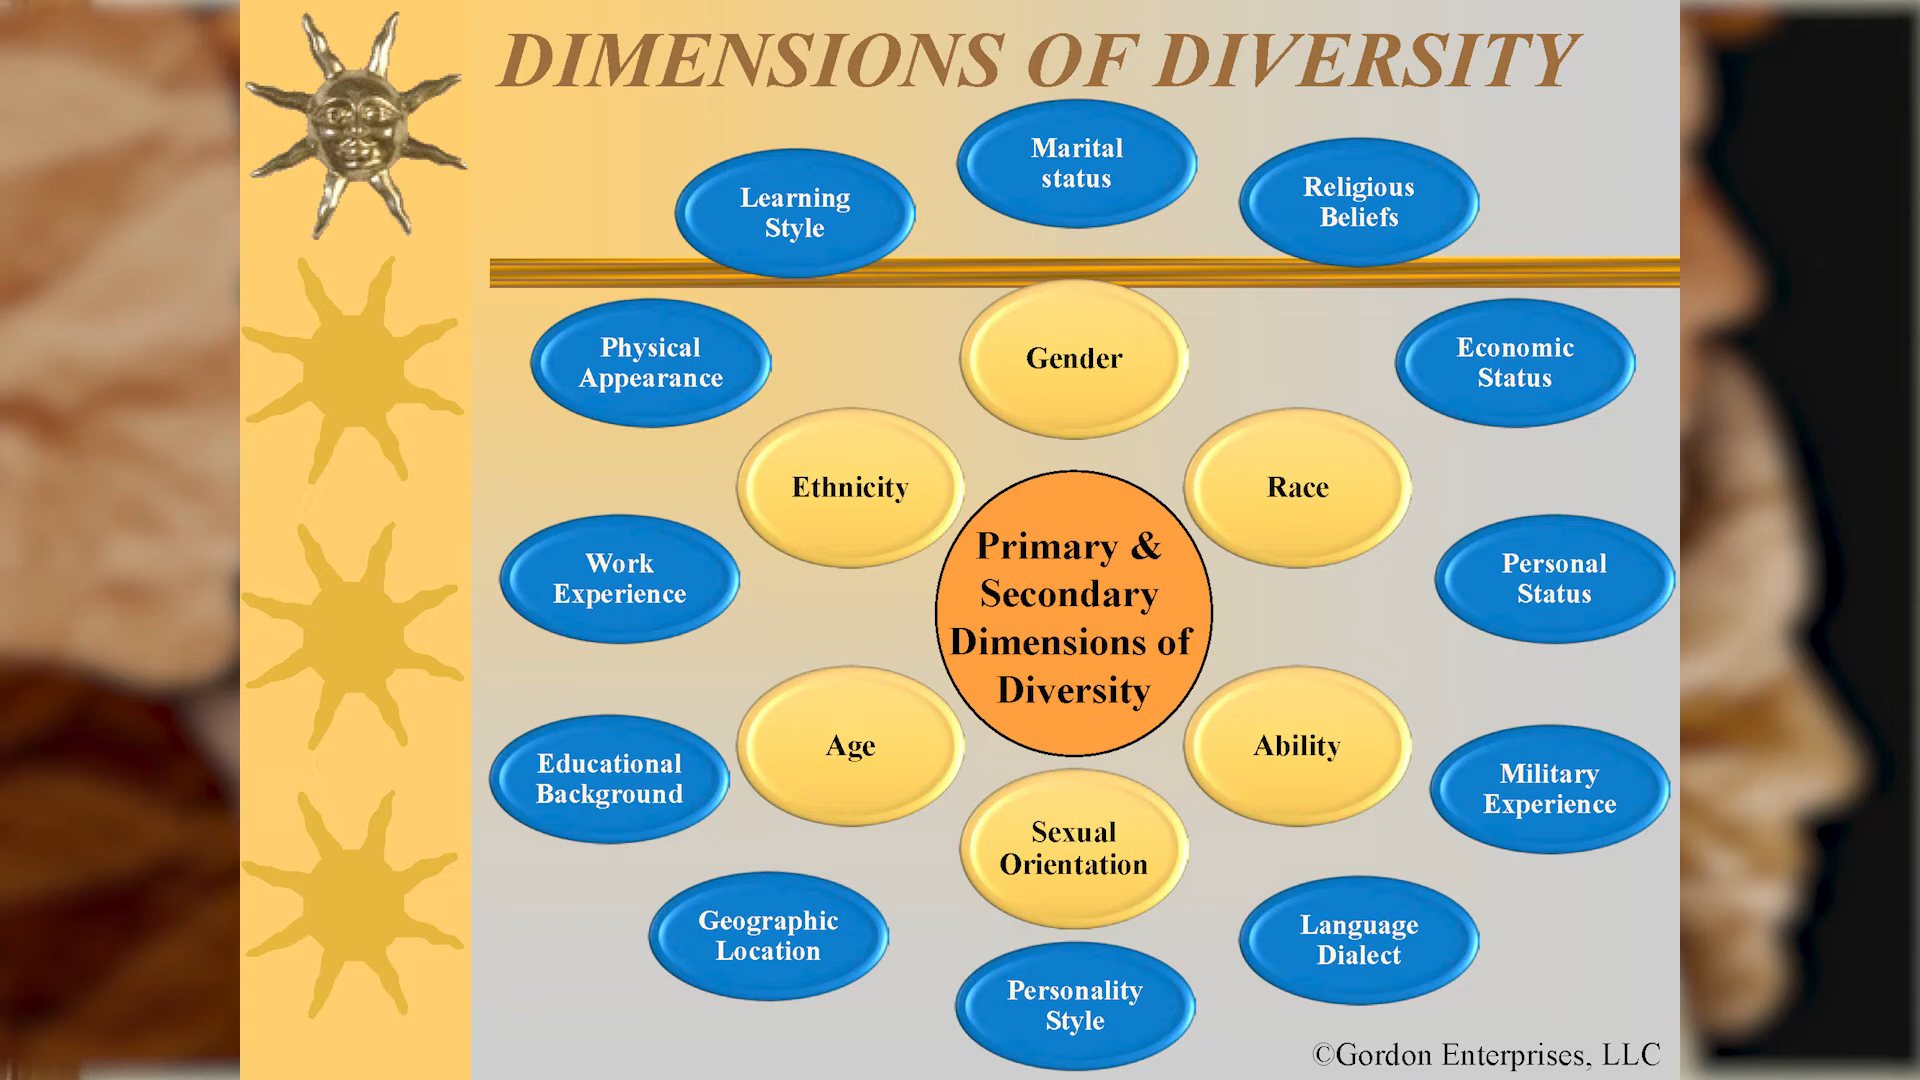 DIMENSIONS OF DIVERSITY
Marital
status
Learning
Style
Religious
Beliefs
Physical
Appearance
Gender
Economic
Status
Ethnicity
Race
Work
Experience
Primary &
Secondary
Dimensions of
Diversity
Personal
Status
Age
Ability
Educational
Background
Military
Experience
Sexual
Orientation
Geographic
Location
Language
Dialect
Personality
Style
©Gordon Enterprises, LLC